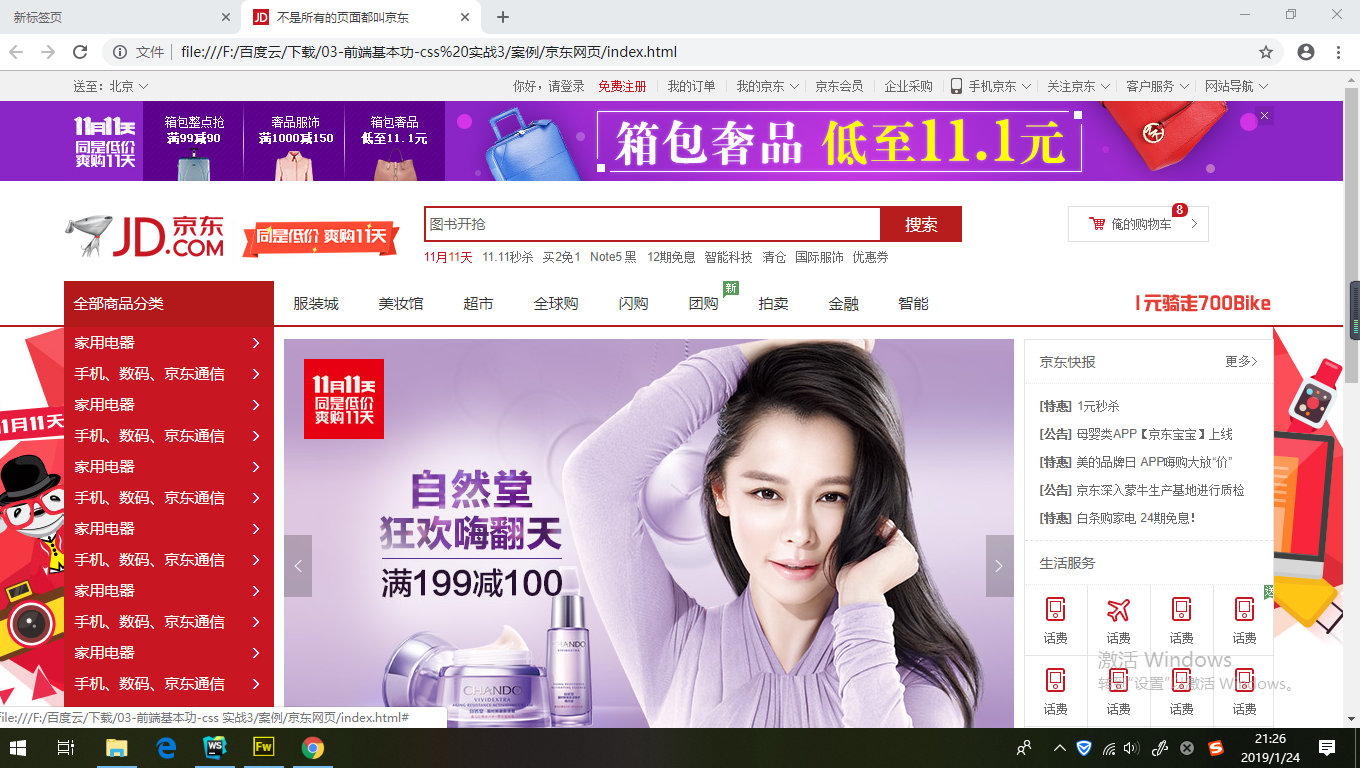 新标签页
JD 不是所有的页面都叫京东
文件 file:///F:/百度云/下载/03-前端基本功-css%20实战3/案例/京东网页/index.html
送至：北京
你好，请登录 免费注册 我的订单 我的京东 京东会员 企业采购 手机京东 关注京东 客户服务 网站导航
11月11天
同是低价
爽购11天
箱包整点抢
满99减90
奢品服饰
满1000减150
箱包奢品
低至11.1元
箱包奢品 低至11.1元
JD.COM 京东
同是低价 爽购11天
图书开抢
搜索
俺的购物车
8
11月11天 11.11秒杀 买2免1 Note5 黑 12期免息 智能科技 清仓 国际服饰 优惠券
全部商品分类
服装城 美妆馆 超市 全球购 闪购 团购 拍卖 金融 智能
新
1元骑走700Bike
家用电器
手机、数码、京东通信
家用电器
手机、数码、京东通信
家用电器
手机、数码、京东通信
家用电器
手机、数码、京东通信
家用电器
手机、数码、京东通信
家用电器
手机、数码、京东通信
11月11天
11月11天
同是低价
爽购11天
自然堂
狂欢嗨翻天
满199减100
CHANDO
VIVIDEXTRA
CHANDO
京东快报 更多
[特惠] 1元秒杀
[公告] 母婴类APP【京东宝宝】上线
[特惠] 美的品牌日 APP嗨购大放“价”
[公告] 京东深入蒙牛生产基地进行质检
[特惠] 白条购家电 24期免息！
生活服务
话费 话费 话费 话费
话费 话费 话费 话费
激活 Windows
file:///F:/百度云/下载/03-前端基本功-css 实战3/案例/京东网页/index.html#
WS
Fw
21:26
2019/1/24